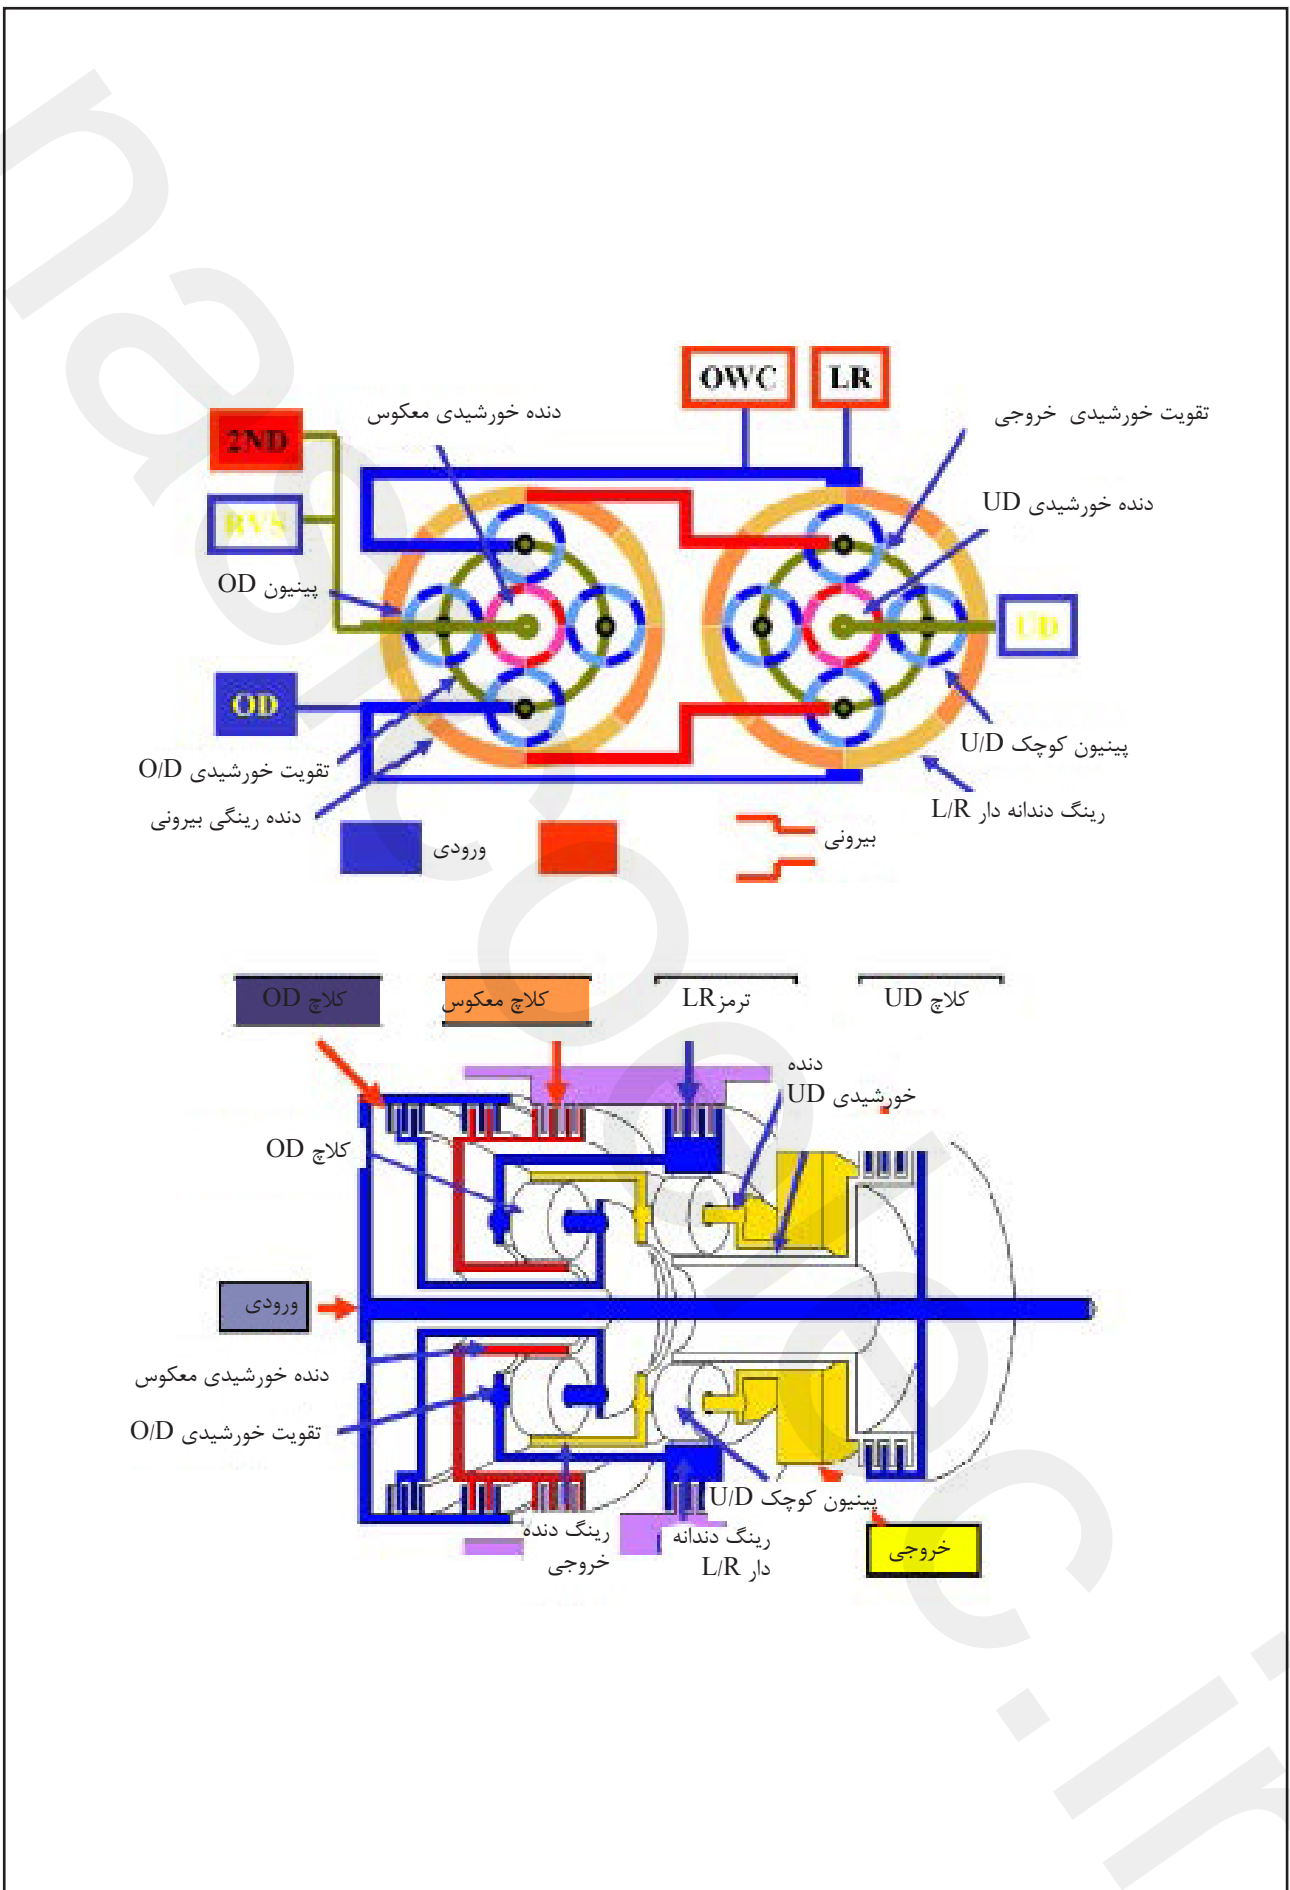 OWC
LR
2ND
دنده خورشیدی معکوس
تقویت خورشیدی خروجی
RVS
دنده خورشیدی UD
پینیون OD
UD
OD
پینیون کوچک U/D
تقویت خورشیدی O/D
دنده رینگی بیرونی
رینگ دندانه دار L/R
ورودی
بیرونی
کلاچ OD
کلاچ معکوس
ترمزLR
کلاچ UD
دنده
خورشیدی UD
کلاچ OD
ورودی
دنده خورشیدی معکوس
تقویت خورشیدی O/D
پینیون کوچک U/D
رینگ دنده
خروجی
رینگ دندانه
دار L/R
خروجی